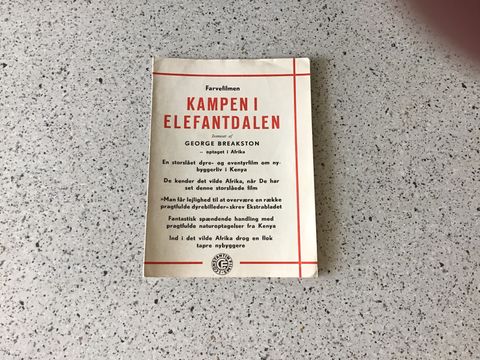 Farvefilmen
KAMPEN I
ELEFANTDALEN
Iscenesat af
GEORGE BREAKSTON
– optaget i Afrika
En storslået dyre- og eventyrfilm om ny-
byggerliv i Kenya
De kender det vilde Afrika, når De har
set denne storslåede film
»Man får lejlighed til at overvære en række
pragtfulde dyrebilleder« skrev Ekstrabladet
Fantastisk spændende handling med
pragtfulde naturoptagelser fra Kenya
Ind i det vilde Afrika drog en flok
tapre nybyggere